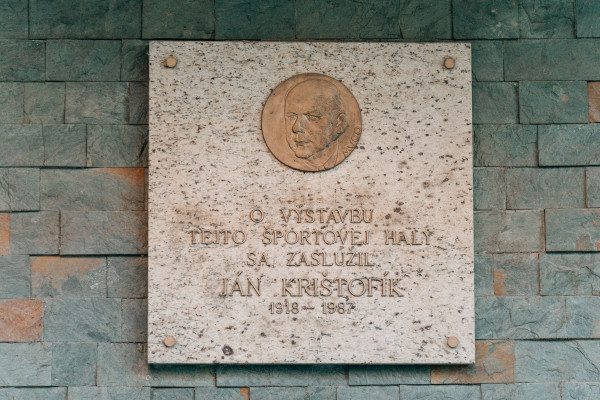 O VÝSTAVBU
TEJTO ŠPORTOVEJ HALY
SA ZASLÚŽIL
JÁN KRIŠTOFÍK
1918 – 1987